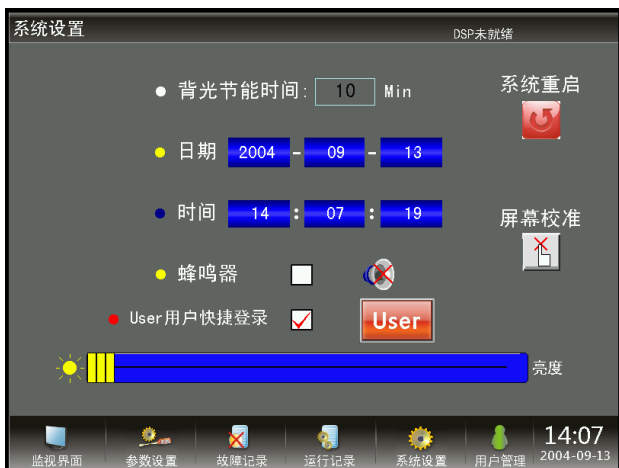 系统设置 DSP未就绪
背光节能时间: 10 Min 系统重启
日期 2004 - 09 - 13
时间 14 : 07 : 19 屏幕校准
蜂鸣器
User用户快捷登录 User
亮度
监视界面 参数设置 故障记录 运行记录 系统设置 用户管理 14:07
2004-09-13